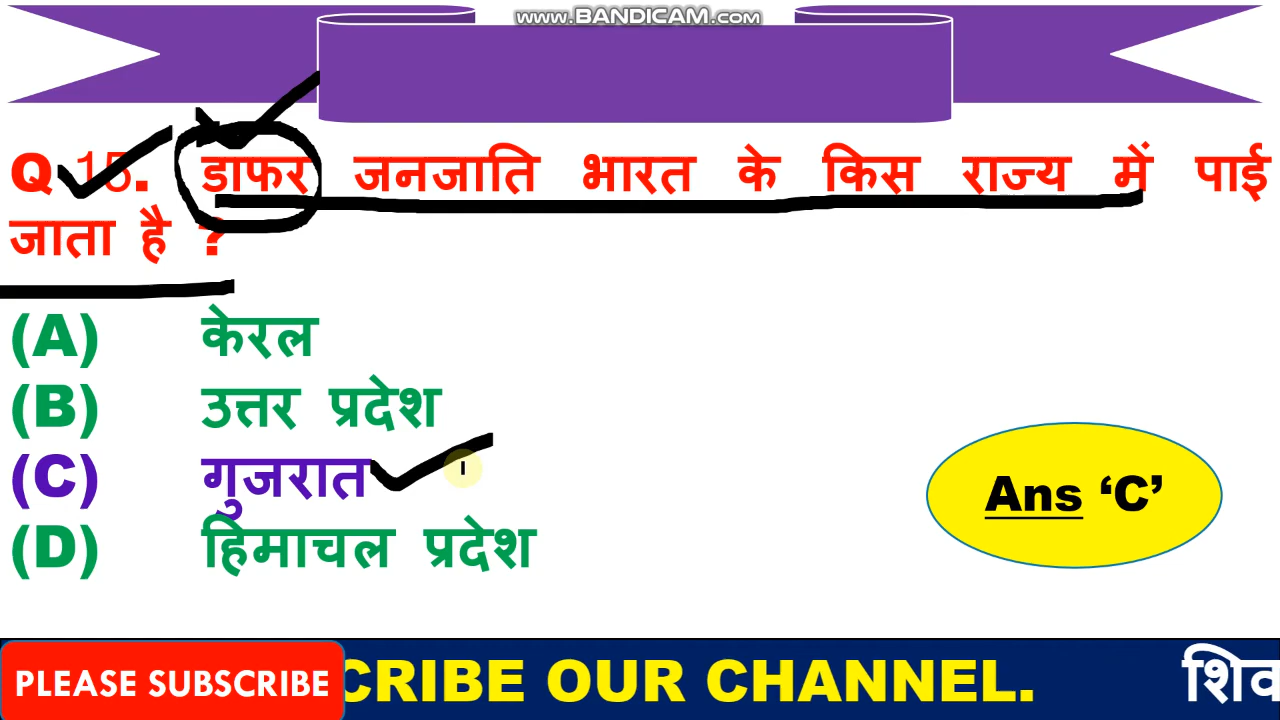 www.BANDICAM.com
Q 15. डाफर जनजाति भारत के किस राज्य में पाई
जाता है ?
(A) केरल
(B) उत्तर प्रदेश
(C) गुजरात
(D) हिमाचल प्रदेश
Ans ‘C’
PLEASE SUBSCRIBE
CRIBE OUR CHANNEL.